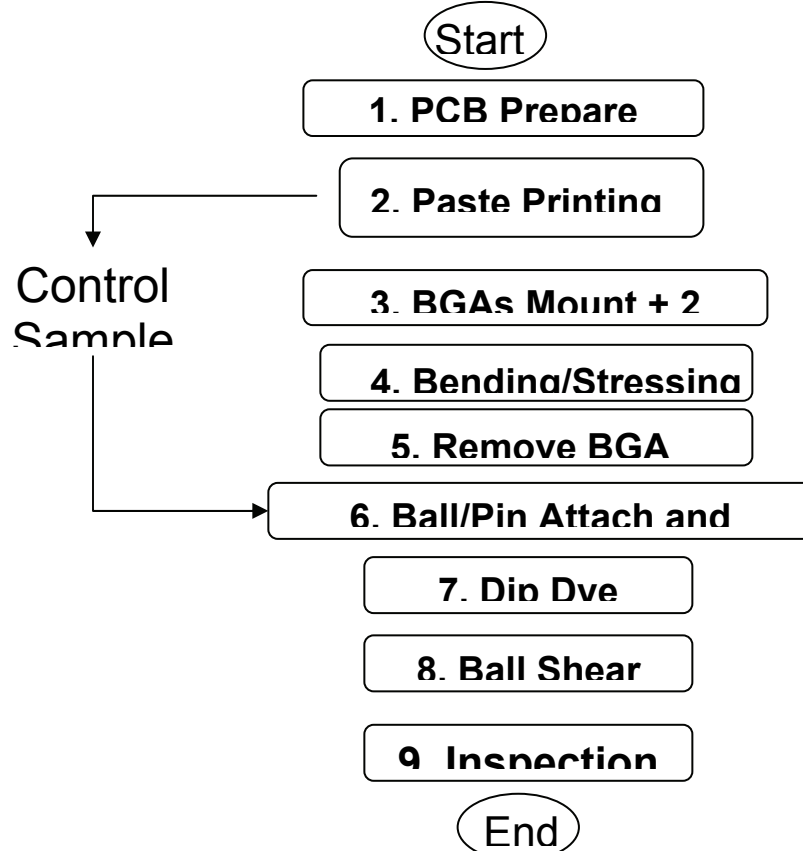 Start
1. PCB Prepare
2. Paste Printing
Control
Sample
3. BGAs Mount + 2
4. Bending/Stressing
5. Remove BGA
6. Ball/Pin Attach and
7. Dip Dye
8. Ball Shear
9. Inspection
End